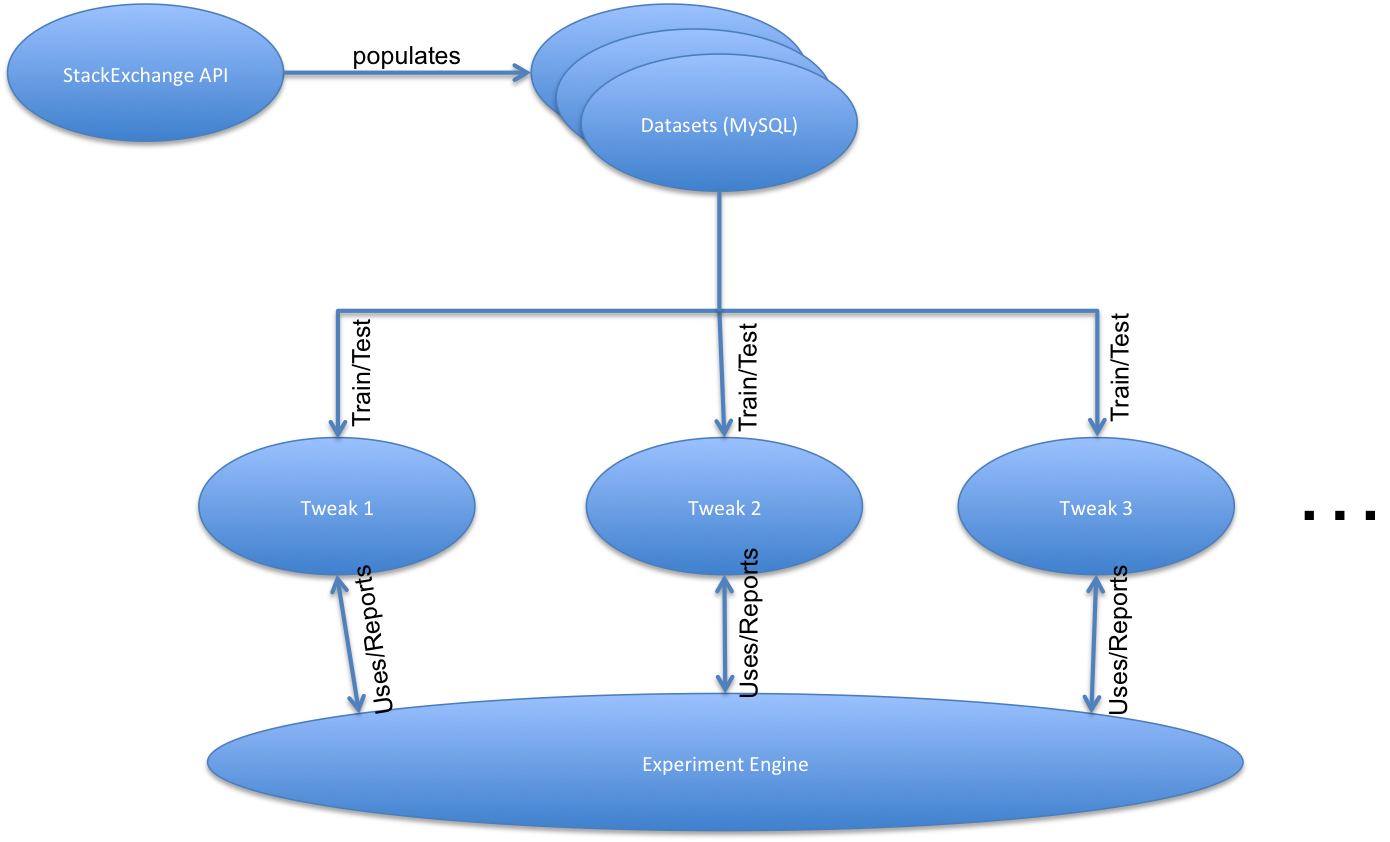 populates
StackExchange API
Datasets (MySQL)
Train/Test
Train/Test
Train/Test
Tweak 1
Tweak 2
Tweak 3
...
Uses/Reports
Uses/Reports
Uses/Reports
Experiment Engine